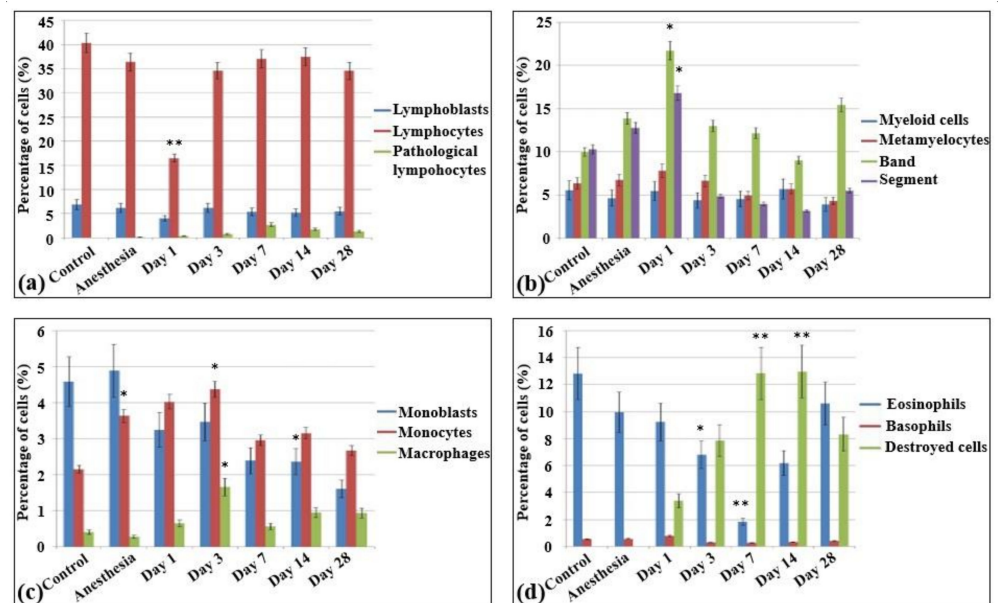 45
40
35
30
25
20
15
10
5
0
Percentage of cells (%)
**
Control
Anesthesia
Day 1
Day 3
Day 7
Day 14
Day 28
Lymphoblasts
Lymphocytes
Pathological
lympohocytes
(a)
25
20
15
10
5
0
Percentage of cells (%)
*
*
Control
Anesthesia
Day 1
Day 3
Day 7
Day 14
Day 28
Myeloid cells
Metamyelocytes
Band
Segment
(b)
6
5
4
3
2
1
0
Percentage of cells (%)
*
*
*
*
Control
Anesthesia
Day 1
Day 3
Day 7
Day 14
Day 28
Monoblasts
Monocytes
Macrophages
(c)
16
14
12
10
8
6
4
2
0
Percentage of cells (%)
*
**
**
**
Control
Anesthesia
Day 1
Day 3
Day 7
Day 14
Day 28
Eosinophils
Basophils
Destroyed cells
(d)